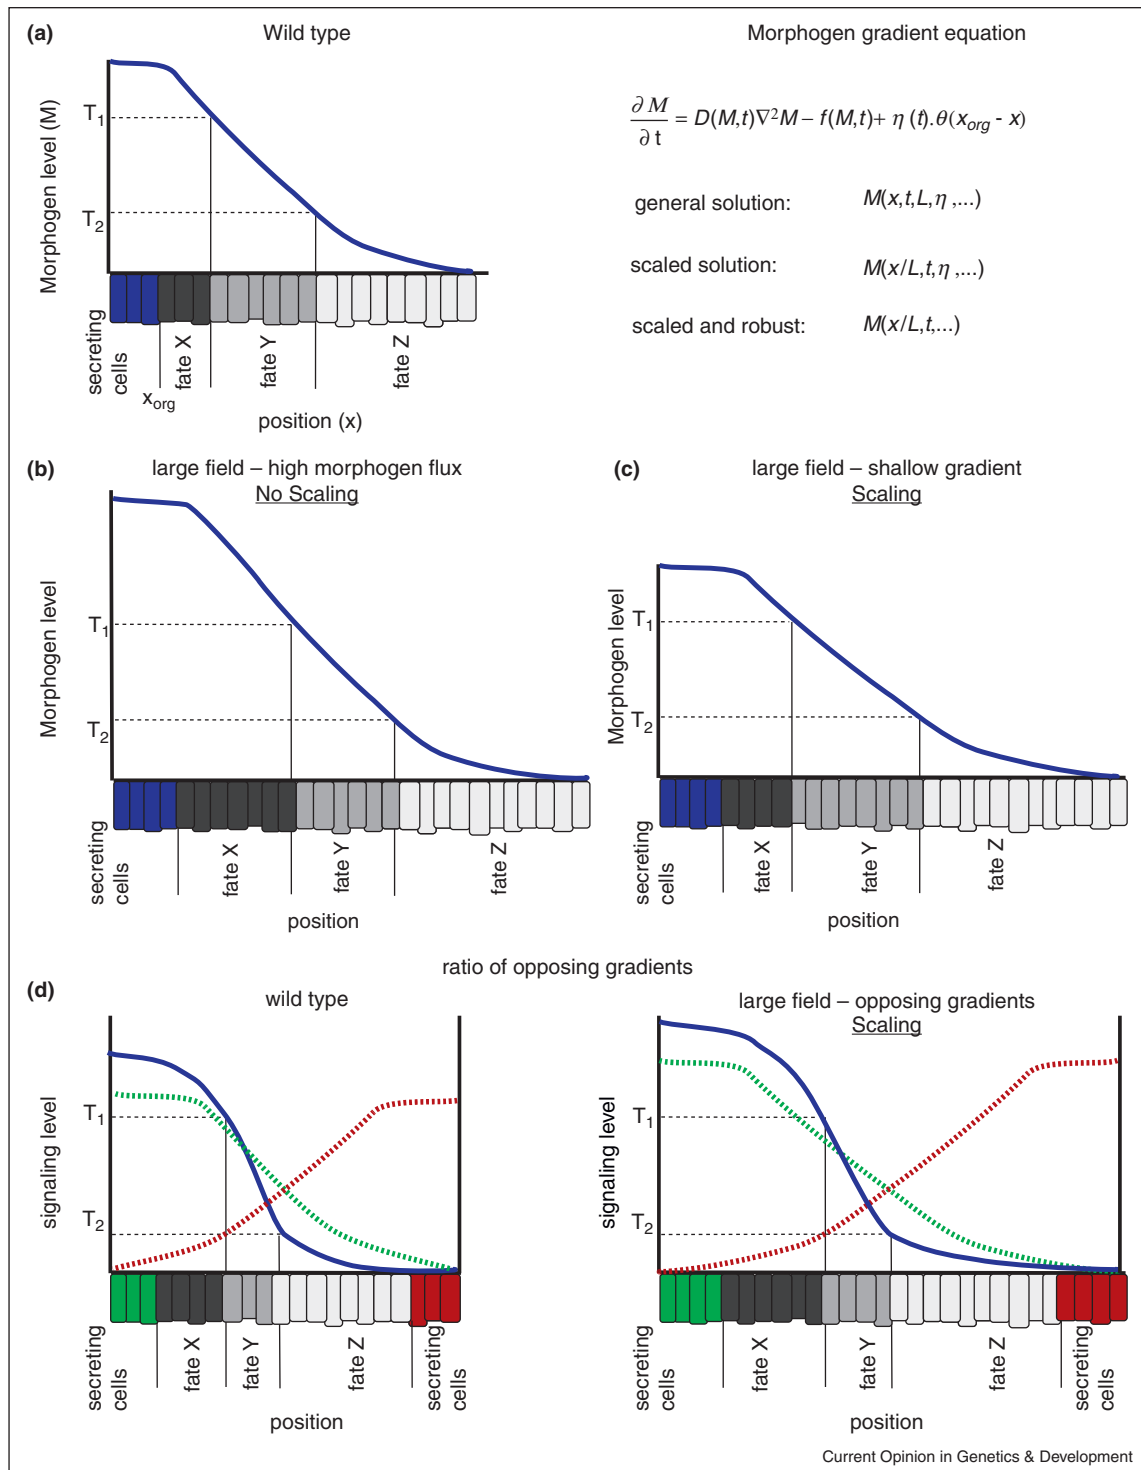 (a)
Wild type
Morphogen level (M)
T1
T2
secreting
cells
xorg
fate X
fate Y
fate Z
position (x)
Morphogen gradient equation
∂M/∂t = D(M,t)∇²M – f(M,t)+ η (t).θ(xorg - x)
general solution: M(x,t,L,η ,...)
scaled solution: M(x/L,t,η ,...)
scaled and robust: M(x/L,t,...)
(b)
large field – high morphogen flux
No Scaling
Morphogen level
T1
T2
secreting
cells
fate X
fate Y
fate Z
position
(c)
large field – shallow gradient
Scaling
Morphogen level
T1
T2
secreting
cells
fate X
fate Y
fate Z
position
ratio of opposing gradients
(d)
wild type
signaling level
T1
T2
secreting
cells
fate X
fate Y
fate Z
secreting
cells
position
large field – opposing gradients
Scaling
signaling level
T1
T2
secreting
cells
fate X
fate Y
fate Z
secreting
cells
position
Current Opinion in Genetics & Development